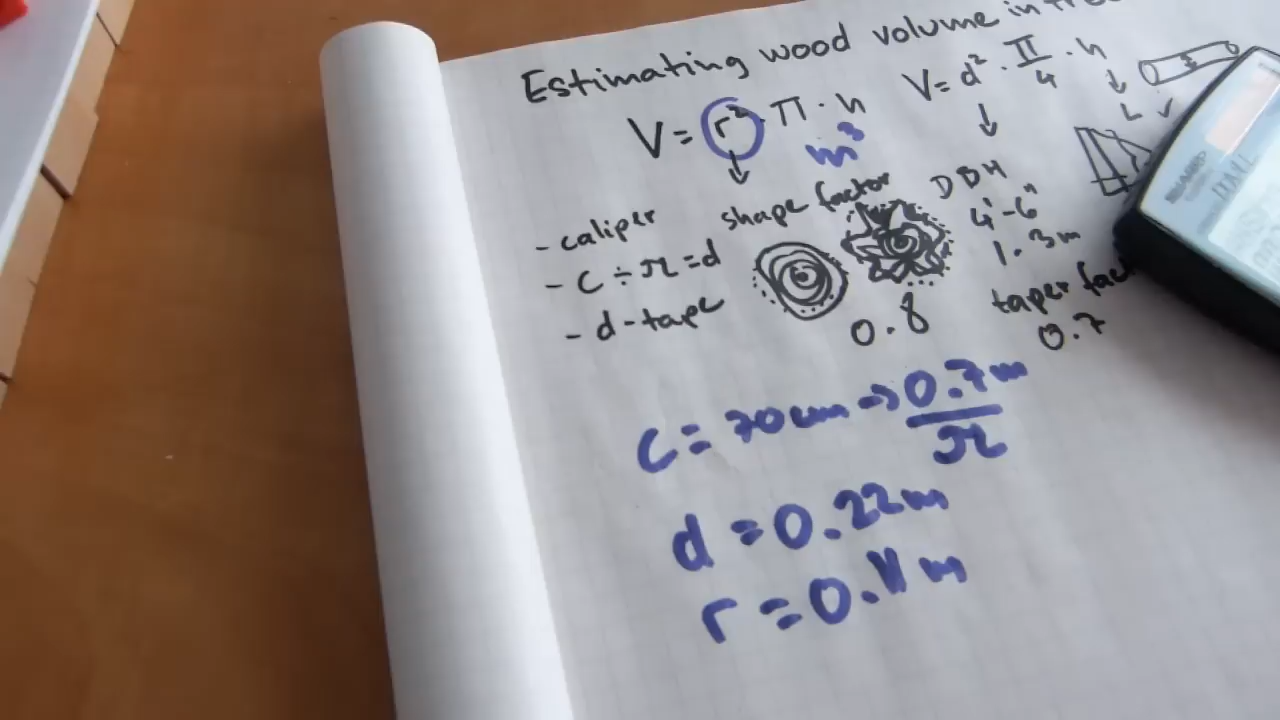 Estimating wood volume in
V = r² · π · h
m³
V = d² · π/4 · h
L
- caliper
- C ÷ π = d
- d-tape
shape factor
0.8
DBH
4'-6"
1.3m
taper
0.7
C = 70cm → 0.7m/π
d = 0.22m
r = 0.11m
SHARP